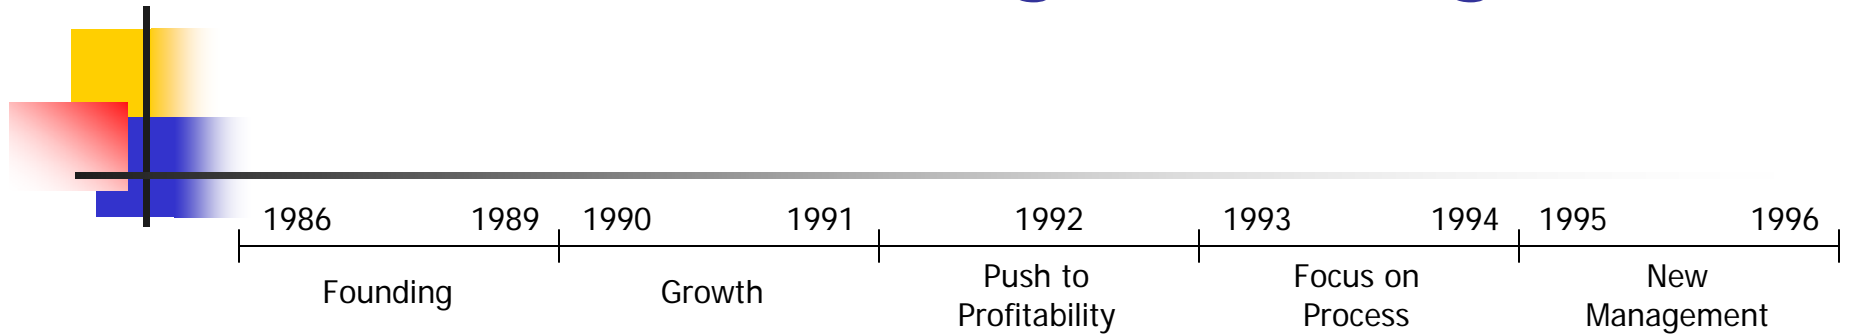 1986 1989 1990 1991 1992 1993 1994 1995 1996
Founding Growth Push to Profitability Focus on Process New Management